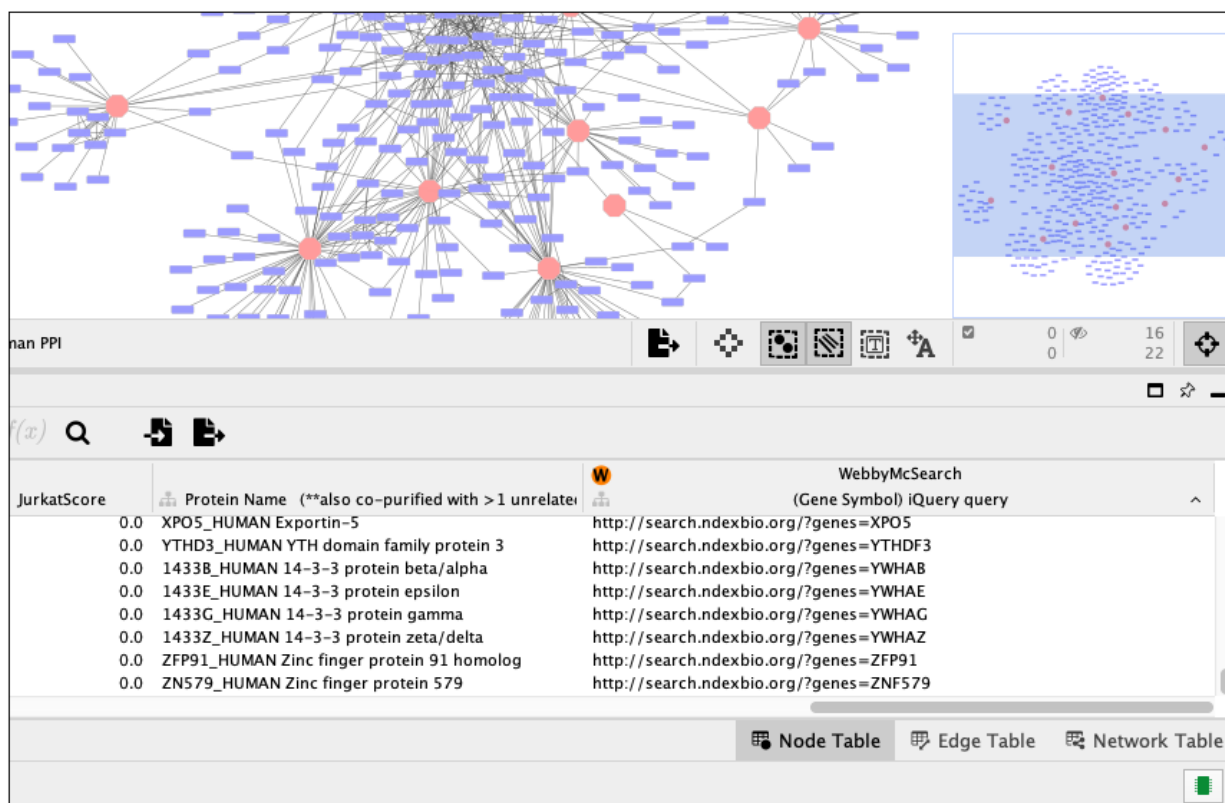 man PPI
0 16
0 22
f(x)
W WebbyMcSearch
JurkatScore Protein Name (**also co-purified with >1 unrelated (Gene Symbol) iQuery query
0.0 XPO5_HUMAN Exportin-5 http://search.ndexbio.org/?genes=XPO5
0.0 YTHD3_HUMAN YTH domain family protein 3 http://search.ndexbio.org/?genes=YTHDF3
0.0 1433B_HUMAN 14-3-3 protein beta/alpha http://search.ndexbio.org/?genes=YWHAB
0.0 1433E_HUMAN 14-3-3 protein epsilon http://search.ndexbio.org/?genes=YWHAE
0.0 1433G_HUMAN 14-3-3 protein gamma http://search.ndexbio.org/?genes=YWHAG
0.0 1433Z_HUMAN 14-3-3 protein zeta/delta http://search.ndexbio.org/?genes=YWHAZ
0.0 ZFP91_HUMAN Zinc finger protein 91 homolog http://search.ndexbio.org/?genes=ZFP91
0.0 ZN579_HUMAN Zinc finger protein 579 http://search.ndexbio.org/?genes=ZNF579
Node Table Edge Table Network Table